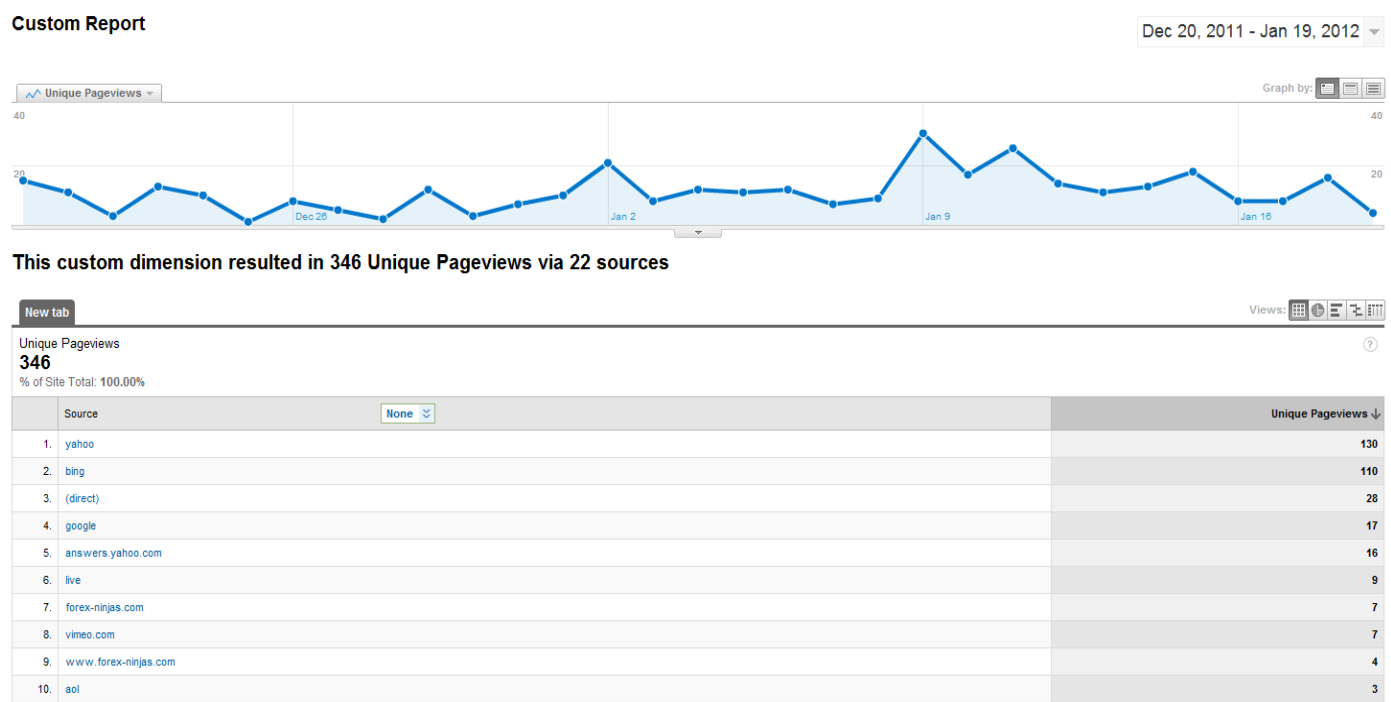 Custom Report
Dec 20, 2011 - Jan 19, 2012
Unique Pageviews
Graph by:
40 40
20 20
Dec 26 Jan 2 Jan 9 Jan 16
This custom dimension resulted in 346 Unique Pageviews via 22 sources
New tab
Views:
Unique Pageviews
?
346
% of Site Total: 100.00%
Source None Unique Pageviews
1. yahoo 130
2. bing 110
3. (direct) 28
4. google 17
5. answers.yahoo.com 16
6. live 9
7. forex-ninjas.com 7
8. vimeo.com 7
9. www.forex-ninjas.com 4
10. aol 3